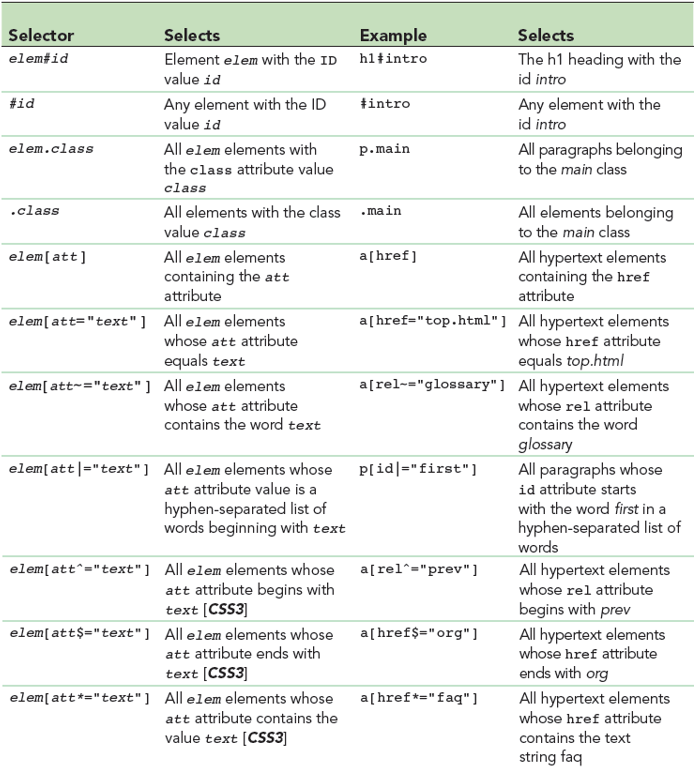 Selector Selects Example Selects
elem#id Element elem with the ID h1#intro The h1 heading with the
value id id intro
#id Any element with the ID #intro Any element with the
value id id intro
elem.class All elem elements with p.main All paragraphs belonging
the class attribute value to the main class
class
.class All elements with the class .main All elements belonging
value class to the main class
elem[att] All elem elements a[href] All hypertext elements
containing the att containing the href
attribute attribute
elem[att="text"] All elem elements a[href="top.html"] All hypertext elements
whose att attribute whose href attribute
equals text equals top.html
elem[att~="text"] All elem elements a[rel~="glossary"] All hypertext elements
whose att attribute whose rel attribute
contains the word text contains the word
glossary
elem[att|="text"] All elem elements whose p[id|="first"] All paragraphs whose
att attribute value is a id attribute starts
hyphen-separated list of with the word first in a
words beginning with text hyphen-separated list of
words
elem[att^="text"] All elem elements whose a[rel^="prev"] All hypertext elements
att attribute begins with whose rel attribute
text [CSS3] begins with prev
elem[att$="text"] All elem elements whose a[href$="org"] All hypertext elements
att attribute ends with whose href attribute
text [CSS3] ends with org
elem[att*="text"] All elem elements whose a[href*="faq"] All hypertext elements
att attribute contains the whose href attribute
value text [CSS3] contains the text
string faq